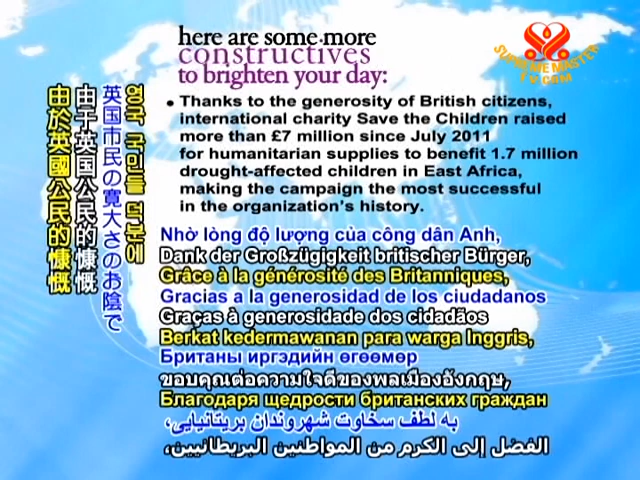 here are some more
constructives
to brighten your day:
SUPREME MASTER
TV.COM
• Thanks to the generosity of British citizens,
international charity Save the Children raised
more than £7 million since July 2011
for humanitarian supplies to benefit 1.7 million
drought-affected children in East Africa,
making the campaign the most successful
in the organization's history.
영국 국민들 덕분에
英国市民の寛大さのお陰で
由于英国公民的慷慨
由於英國公民的慷慨
Nhờ lòng độ lượng của công dân Anh,
Dank der Großzügigkeit britischer Bürger,
Grâce à la générosité des Britanniques,
Gracias a la generosidad de los ciudadanos
Graças à generosidade dos cidadãos
Berkat kedermawanan para warga Inggris,
Британы иргэдийн өгөөмөр
ขอบคุณต่อความใจดีของพลเมืองอังกฤษ,
Благодаря щедрости британских граждан
به لطف سخاوت شهروندان بریتانیایی،
الفضل إلى الكرم من المواطنين البريطانيين،